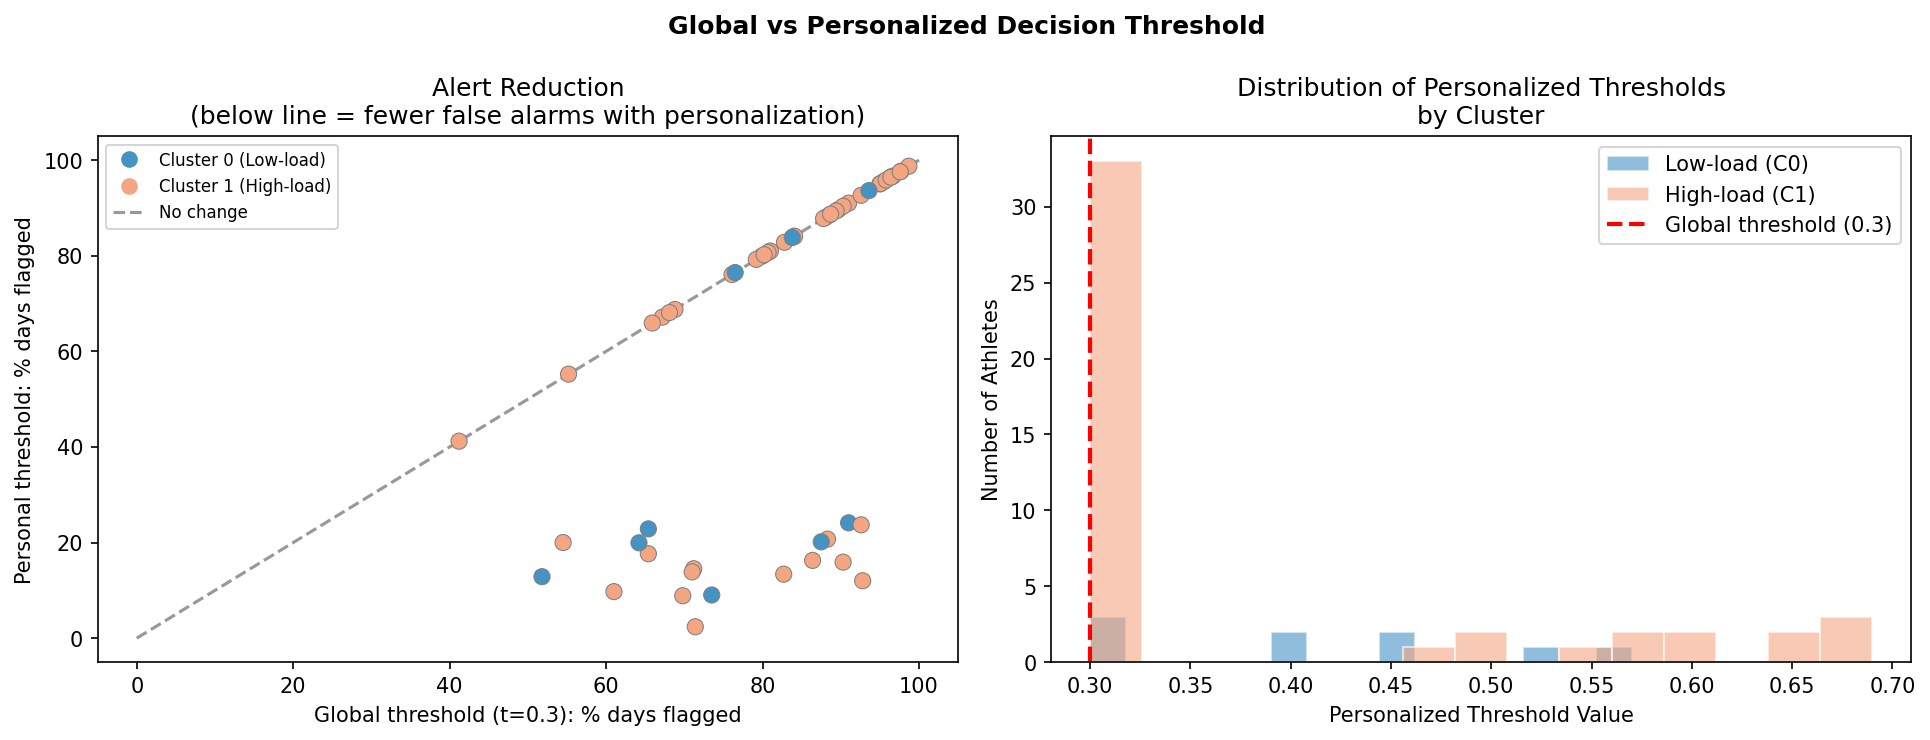 Global vs Personalized Decision Threshold
Alert Reduction
(below line = fewer false alarms with personalization)
Cluster 0 (Low-load)
Cluster 1 (High-load)
No change
100
80
60
40
20
0
Personal threshold: % days flagged
0 20 40 60 80 100
Global threshold (t=0.3): % days flagged
Distribution of Personalized Thresholds
by Cluster
Low-load (C0)
High-load (C1)
Global threshold (0.3)
30
25
20
15
10
5
0
Number of Athletes
0.30 0.35 0.40 0.45 0.50 0.55 0.60 0.65 0.70
Personalized Threshold Value